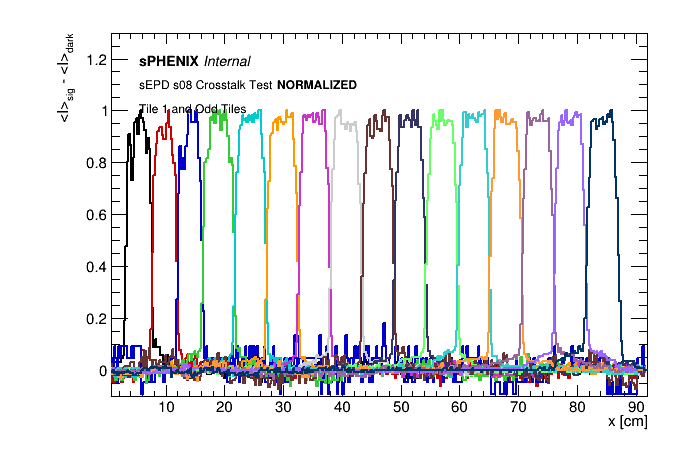 <I>sig - <I>dark
sPHENIX Internal
sEPD s08 Crosstalk Test NORMALIZED
Tile 1 and Odd Tiles
1.2
1
0.8
0.6
0.4
0.2
0
10 20 30 40 50 60 70 80 90
x [cm]